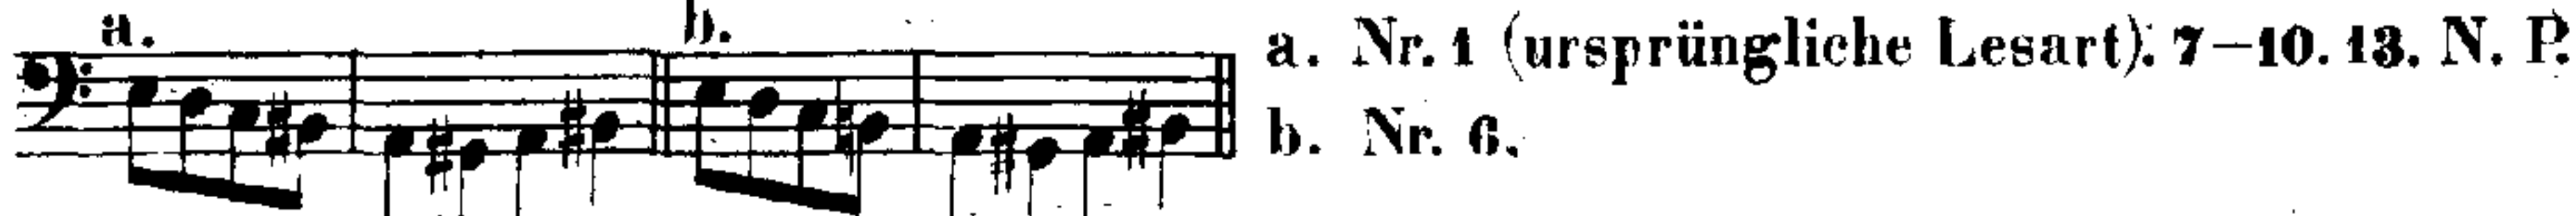 a. b. a. Nr. 1 (ursprüngliche Lesart). 7–10. 13. N. P.
b. Nr. 6.